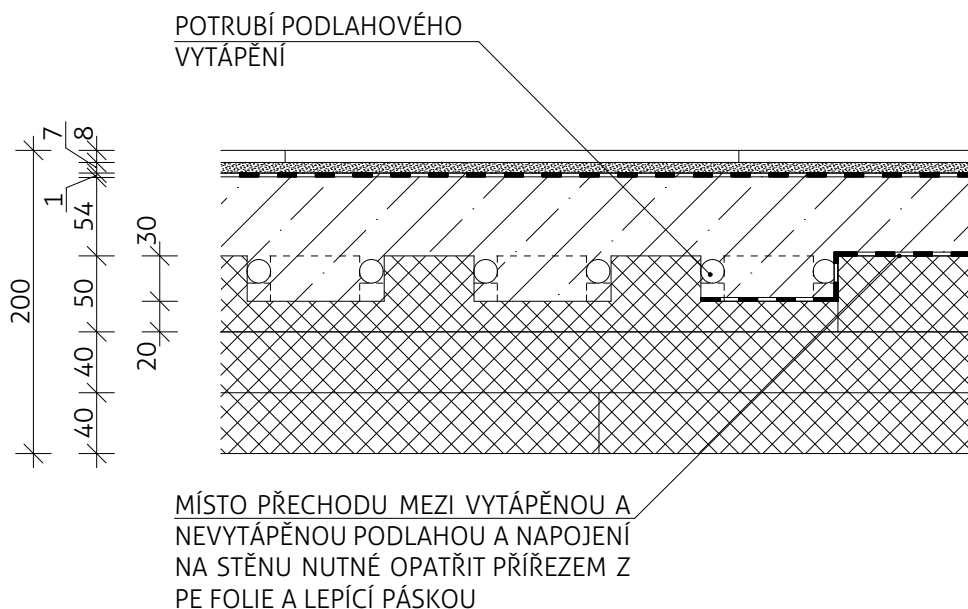 POTRUBÍ PODLAHOVÉHO
VYTÁPĚNÍ
7
8
1
54
30
200
50
20
40
40
MÍSTO PŘECHODU MEZI VYTÁPĚNOU A
NEVYTÁPĚNOU PODLAHOU A NAPOJENÍ
NA STĚNU NUTNÉ OPATŘIT PŘÍŘEZEM Z
PE FOLIE A LEPÍCÍ PÁSKOU